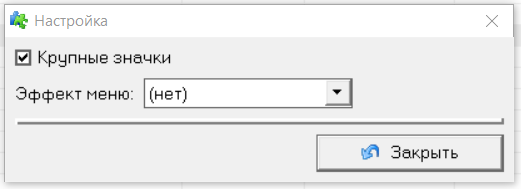 Настройка
Крупные значки
Эффект меню: (нет)
Закрыть